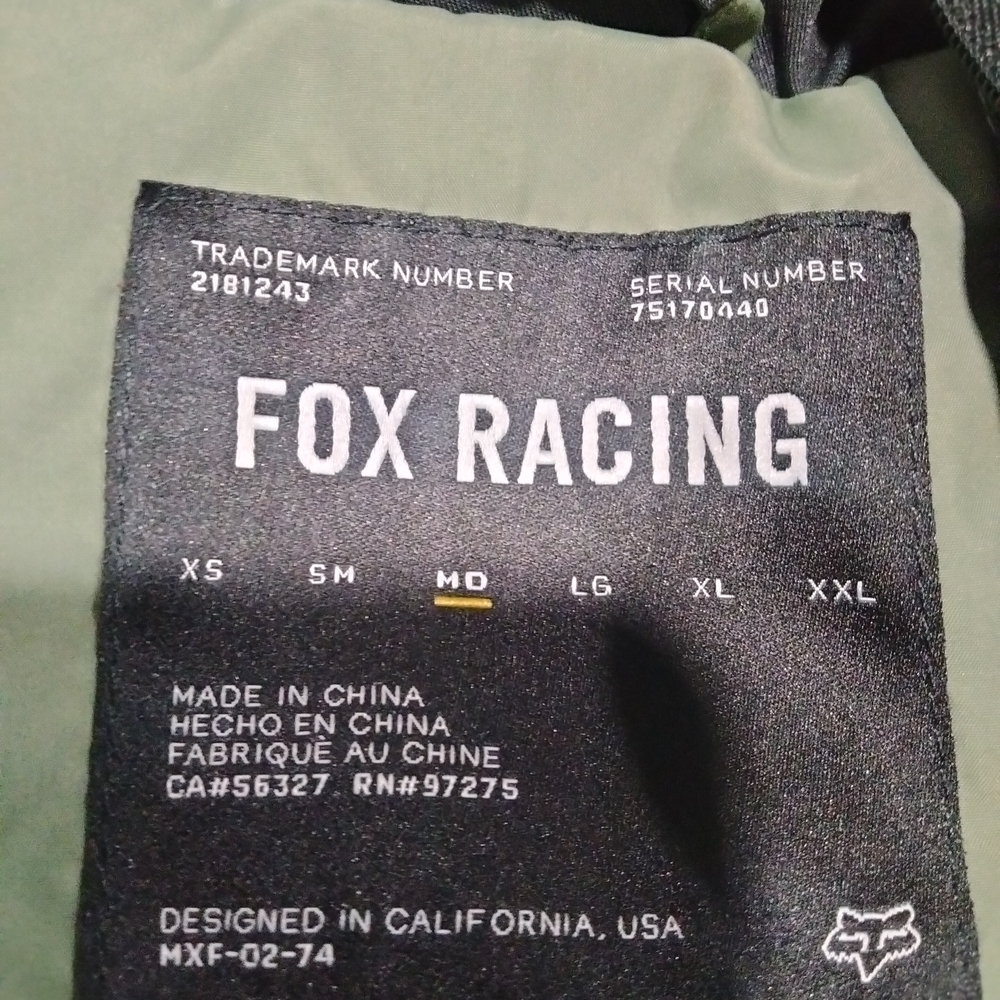 TRADEMARK NUMBER
2181243
SERIAL NUMBER
75170440
FOX RACING
XS SM MD LG XL XXL
MADE IN CHINA
HECHO EN CHINA
FABRIQUÈ AU CHINE
CA#56327 RN#97275
DESIGNED IN CALIFORNIA, USA
MXF-02-74